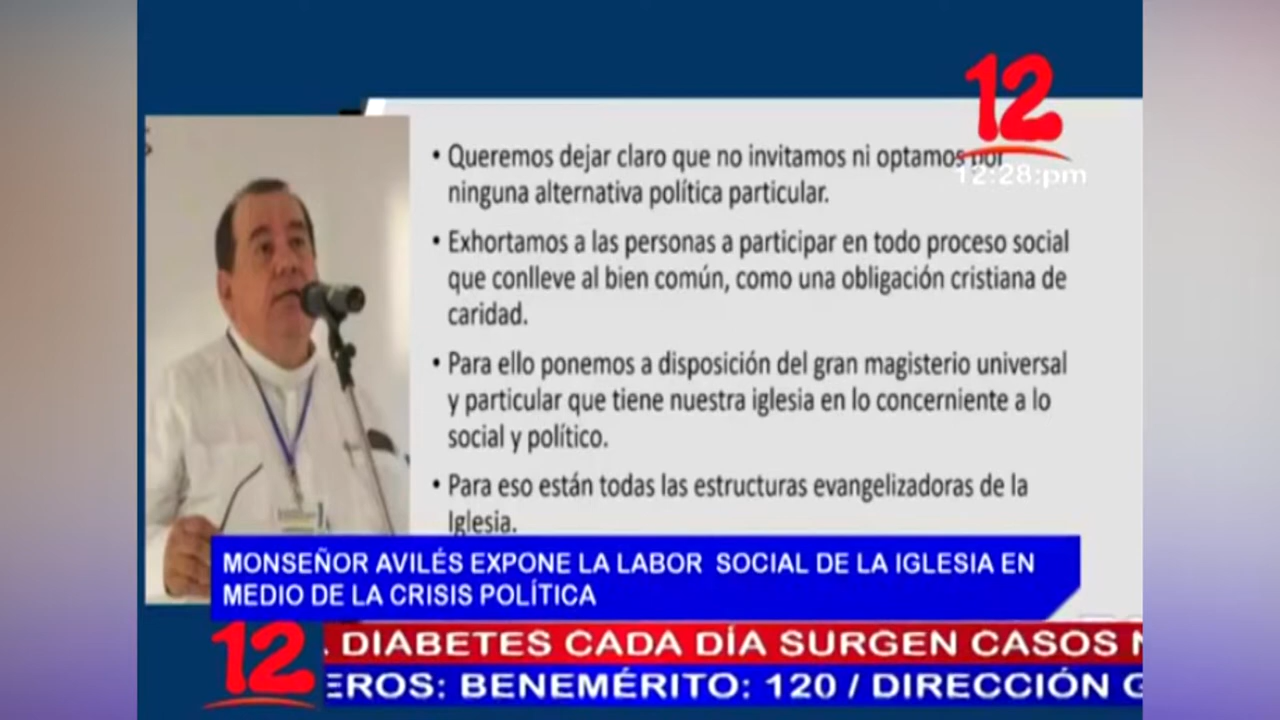 12
12:28:pm
• Queremos dejar claro que no invitamos ni optamos por
ninguna alternativa política particular.
• Exhortamos a las personas a participar en todo proceso social
que conlleve al bien común, como una obligación cristiana de
caridad.
• Para ello ponemos a disposición del gran magisterio universal
y particular que tiene nuestra iglesia en lo concerniente a lo
social y político.
• Para eso están todas las estructuras evangelizadoras de la
Iglesia.
MONSEÑOR AVILÉS EXPONE LA LABOR SOCIAL DE LA IGLESIA EN
MEDIO DE LA CRISIS POLÍTICA
12
DIABETES CADA DÍA SURGEN CASOS
EROS: BENEMÉRITO: 120 / DIRECCIÓN